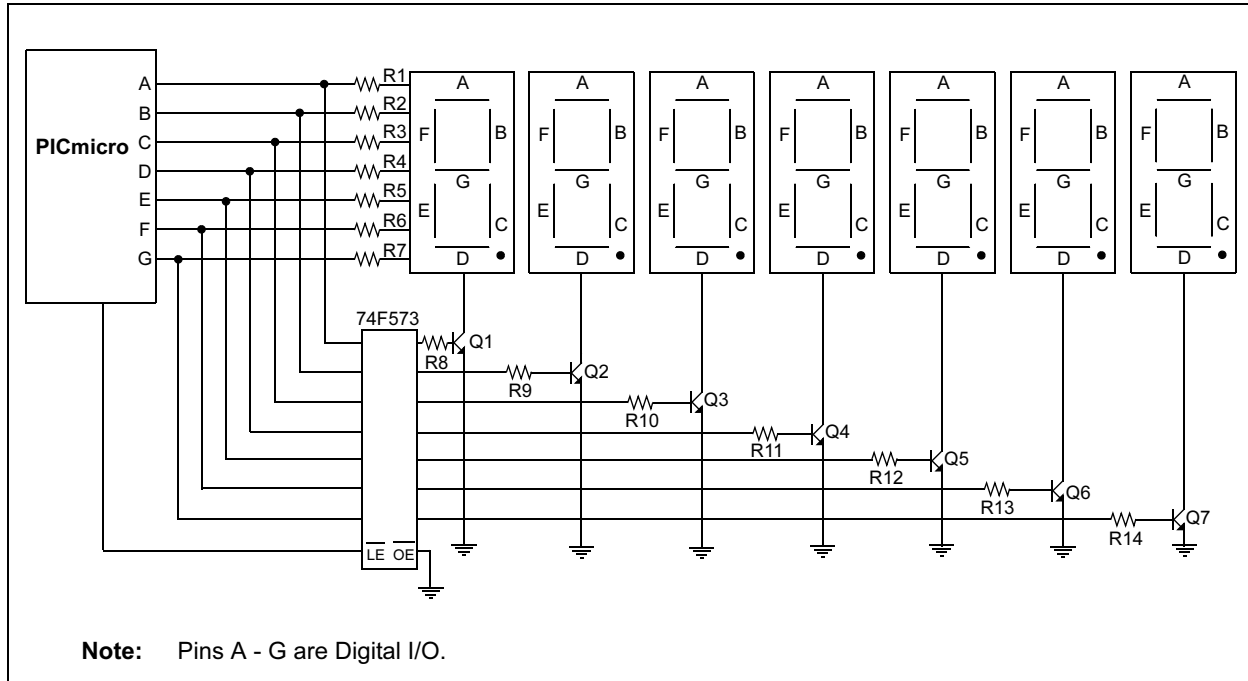 PICmicro
A
B
C
D
E
F
G
R1
R2
R3
R4
R5
R6
R7
A
F B
G
E C
D
A
F B
G
E C
D
A
F B
G
E C
D
A
F B
G
E C
D
A
F B
G
E C
D
A
F B
G
E C
D
A
F B
G
E C
D
74F573
LE OE
R8
Q1
R9
Q2
R10
Q3
R11
Q4
R12
Q5
R13
Q6
R14
Q7
Note: Pins A - G are Digital I/O.